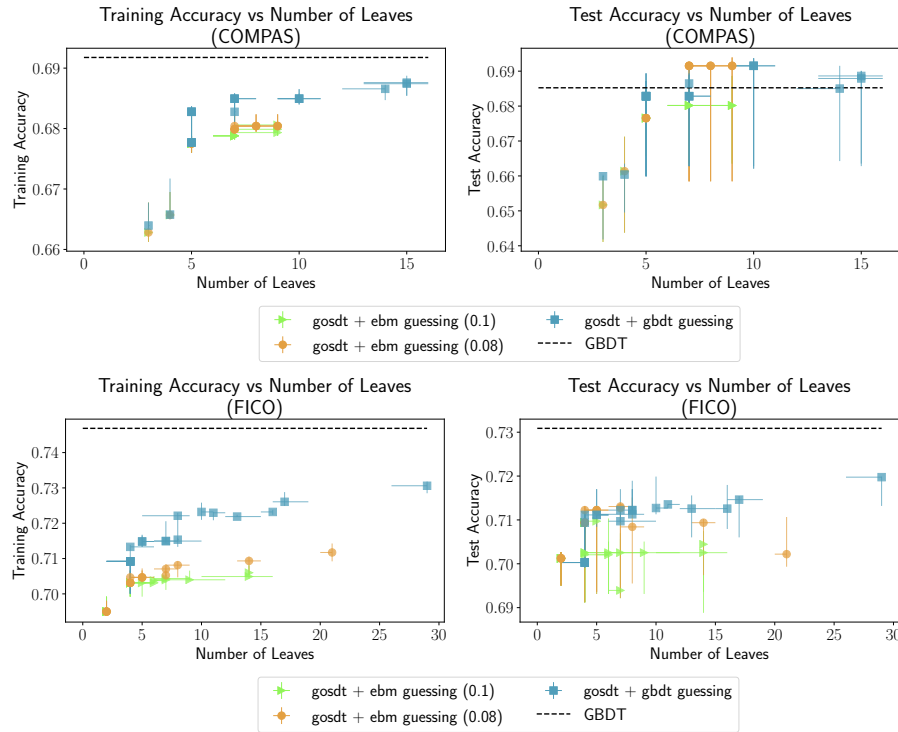 Training Accuracy vs Number of Leaves
(COMPAS)
0.69
0.68
0.67
0.66
Training Accuracy
0
5
10
15
Number of Leaves
Test Accuracy vs Number of Leaves
(COMPAS)
0.69
0.68
0.67
0.66
0.65
0.64
Test Accuracy
0
5
10
15
Number of Leaves
gosdt + ebm guessing (0.1)
gosdt + ebm guessing (0.08)
gosdt + gbdt guessing
GBDT
Training Accuracy vs Number of Leaves
(FICO)
0.74
0.73
0.72
0.71
0.70
Training Accuracy
0
5
10
15
20
25
30
Number of Leaves
Test Accuracy vs Number of Leaves
(FICO)
0.73
0.72
0.71
0.70
0.69
Test Accuracy
0
5
10
15
20
25
30
Number of Leaves
gosdt + ebm guessing (0.1)
gosdt + ebm guessing (0.08)
gosdt + gbdt guessing
GBDT